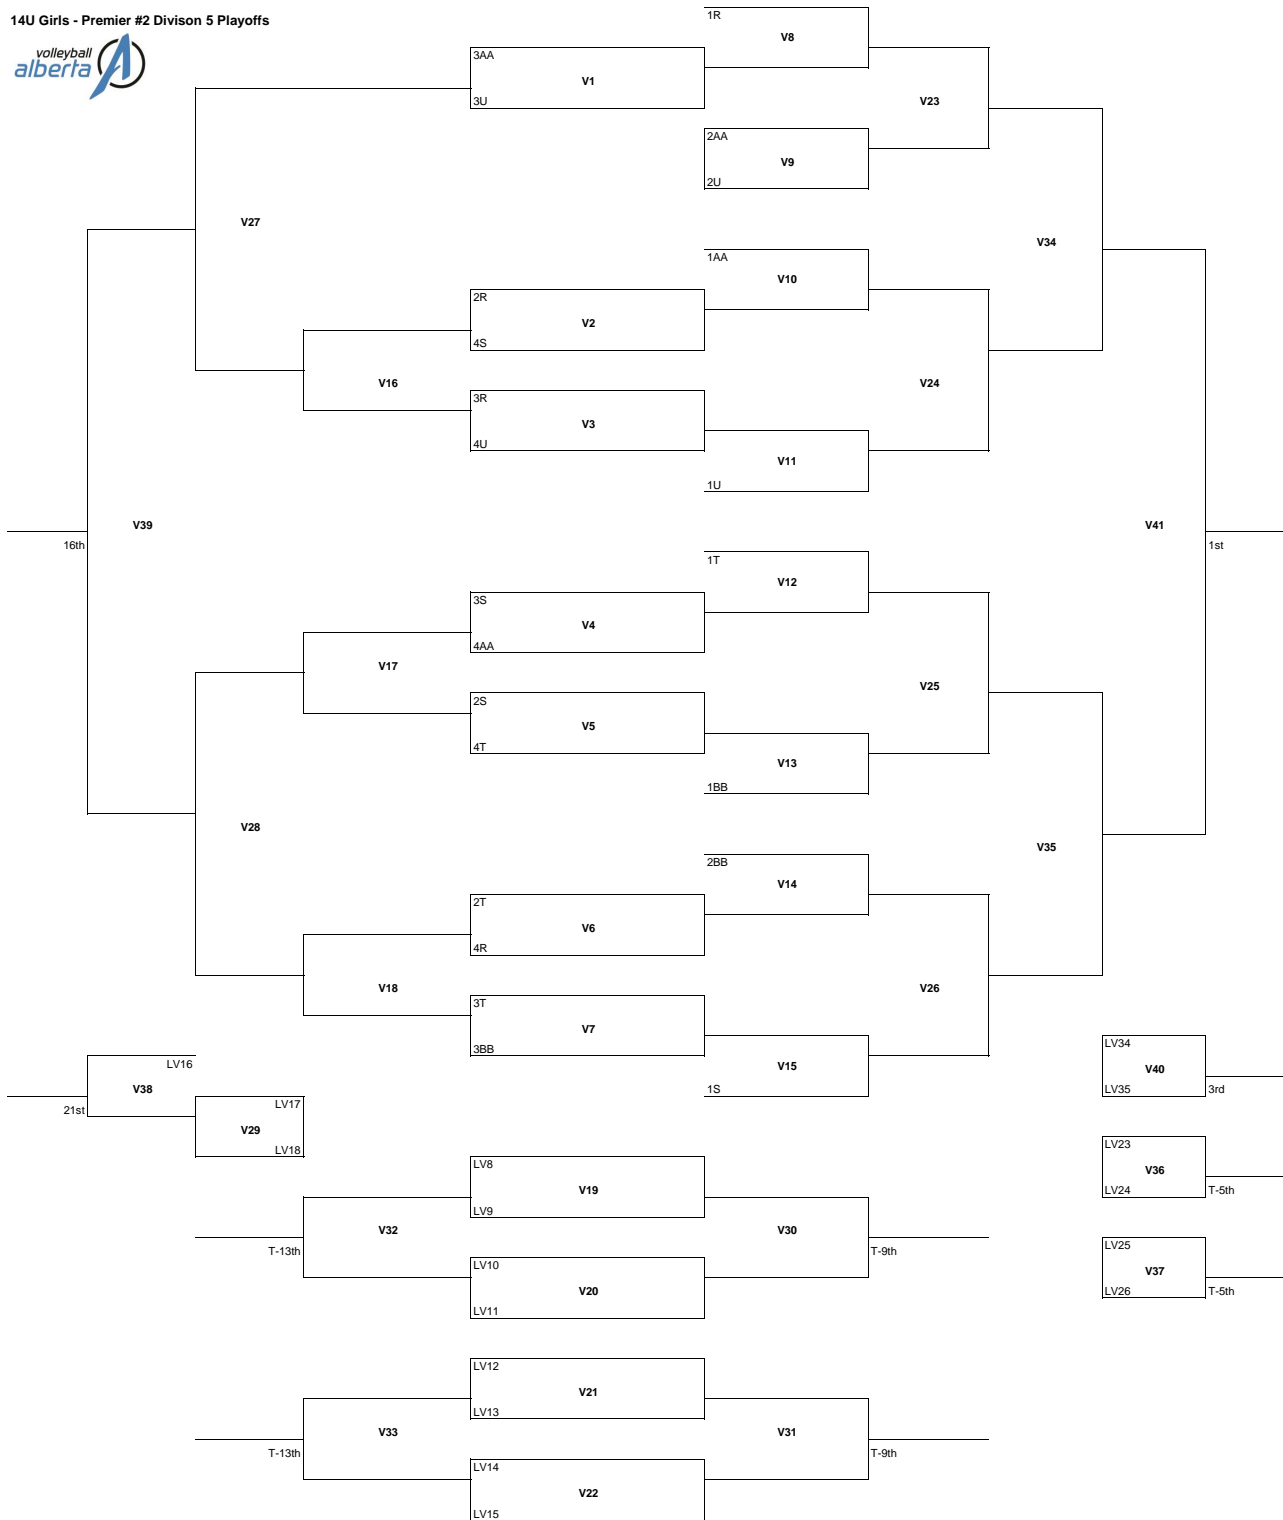 14U Girls - Premier #2 Divison 5 Playoffs
volleyball
alberta
1R
V8
3AA
V1
3U
V23
2AA
V9
2U
V27
V34
1AA
V10
2R
V2
4S
V16
V24
3R
V3
4U
V11
1U
V39
V41
16th
1st
1T
V12
3S
V4
4AA
V17
V25
2S
V5
4T
V13
1BB
V28
V35
2BB
V14
2T
V6
4R
V18
V26
3T
V7
3BB
V15
1S
LV16
V38
21st
LV17
V29
LV18
LV34
V40
LV35
3rd
LV23
V36
LV24
T-5th
LV25
V37
LV26
T-5th
LV8
V19
LV9
V32
V30
T-13th
T-9th
LV10
V20
LV11
LV12
V21
LV13
V33
V31
T-13th
T-9th
LV14
V22
LV15